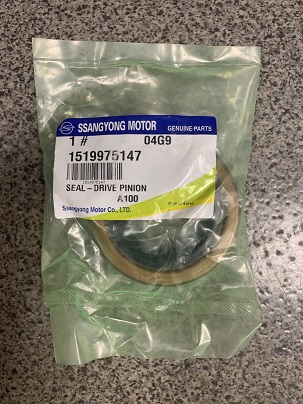 SSANGYONG MOTOR GENUINE PARTS
1 # 04G9
1519975147
SEAL-DRIVE PINION
A100
Ssangyong Motor Co., LTD.